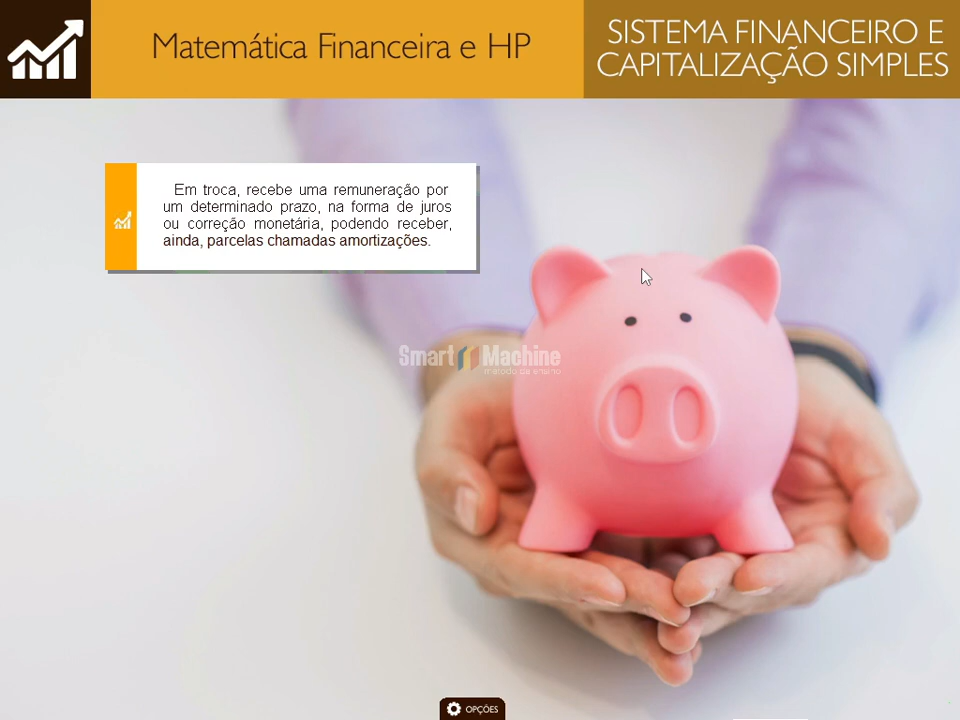 Matemática Financeira e HP
SISTEMA FINANCEIRO E
CAPITALIZAÇÃO SIMPLES
Em troca, recebe uma remuneração por
um determinado prazo, na forma de juros
ou correção monetária, podendo receber,
ainda, parcelas chamadas amortizações.
Smart Machine
método de ensino
OPÇÕES